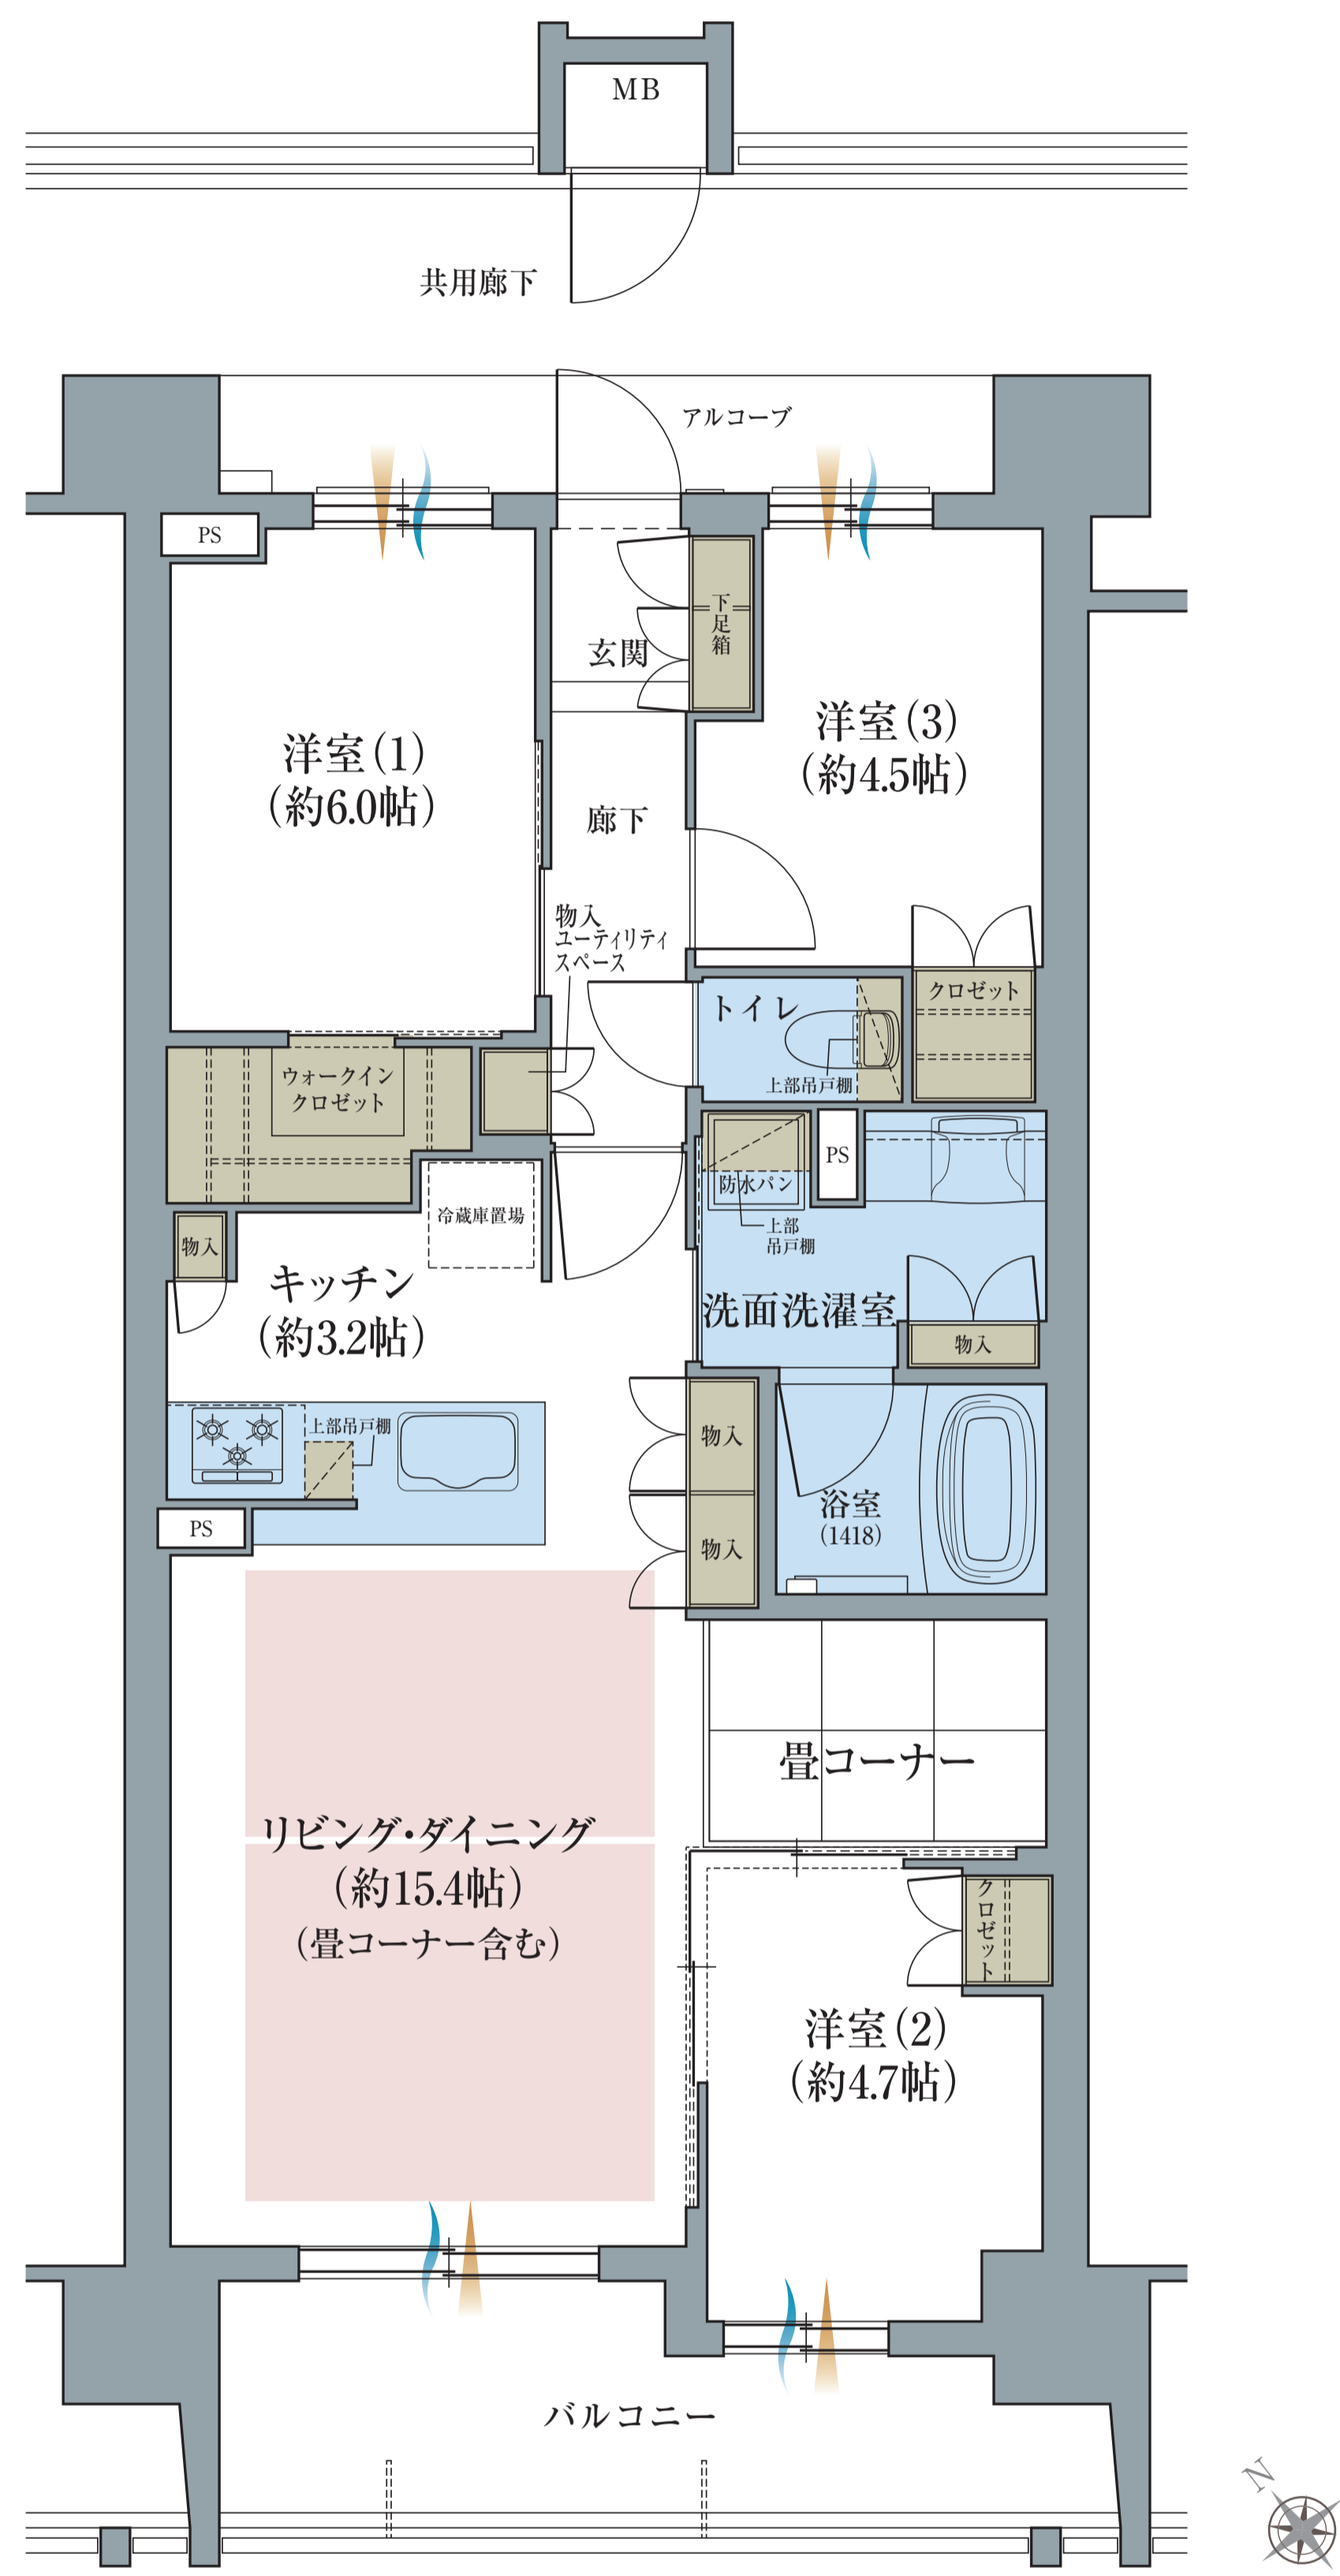 MB
共用廊下
アルコーブ
PS
下足箱
玄関
洋室(1)
(約6.0帖)
洋室(3)
(約4.5帖)
廊下
物入
ユーティリティ
スペース
トイレ
上部吊戸棚
クロゼット
ウォークイン
クロゼット
冷蔵庫置場
防水パン
PS
上部
吊戸棚
物入
キッチン
(約3.2帖)
洗面洗濯室
物入
上部吊戸棚
物入
浴室
(1418)
PS
物入
畳コーナー
リビング・ダイニング
(約15.4帖)
(畳コーナー含む)
クロゼット
洋室(2)
(約4.7帖)
バルコニー
N